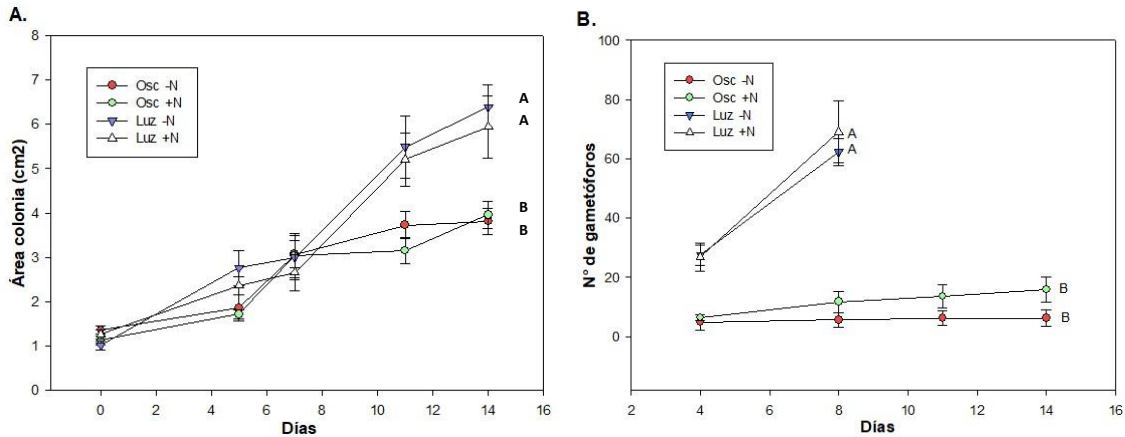 A.
8
7
6
5
4
3
2
1
0
Área colonia (cm2)
Osc -N
Osc +N
Luz -N
Luz +N
A
A
B
B
0 2 4 6 8 10 12 14 16
Días
B.
100
80
60
40
20
0
N° de gametóforos
Osc -N
Osc +N
Luz -N
Luz +N
A
A
B
B
2 4 6 8 10 12 14 16
Días